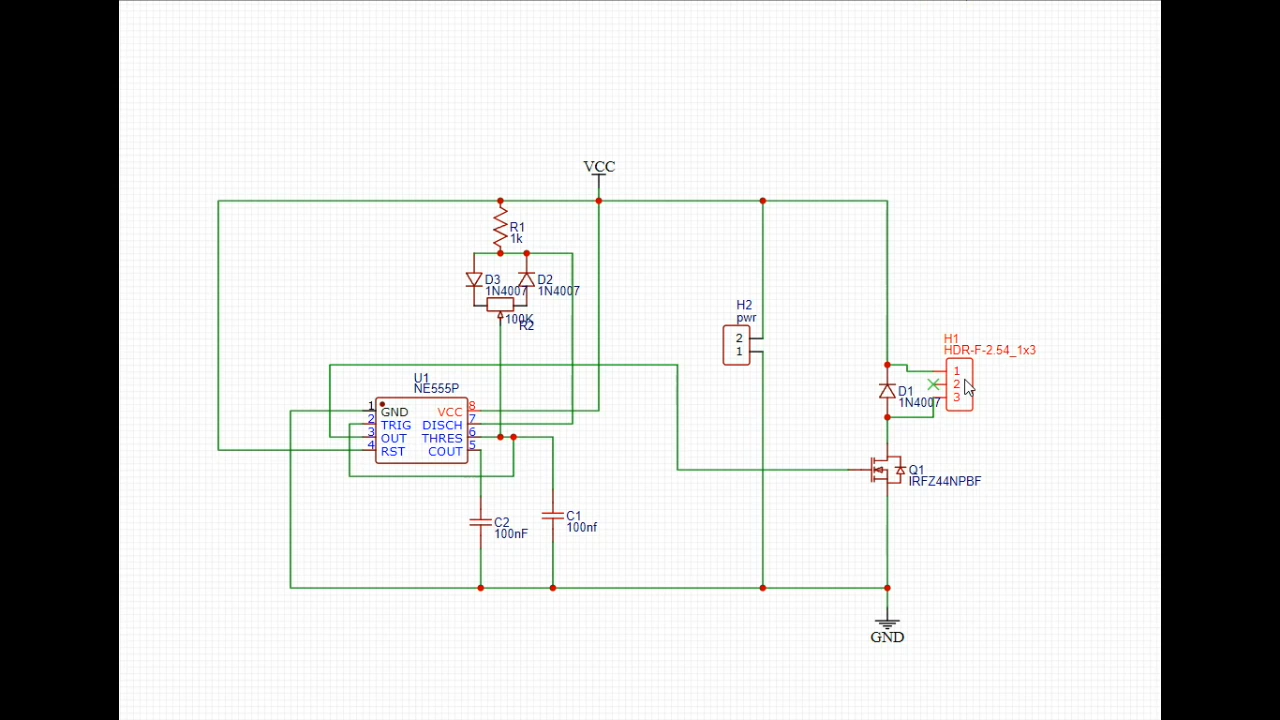 VCC
R1
1k
D3
1N4007
D2
1N4007
100K
R2
H2
pwr
2
1
H1
HDR-F-2.54_1x3
1
2
3
D1
1N4007
U1
NE555P
1 GND VCC 8
2 TRIG DISCH 7
3 OUT THRES 6
4 RST COUT 5
Q1
IRFZ44NPBF
C2
100nF
C1
100nf
GND